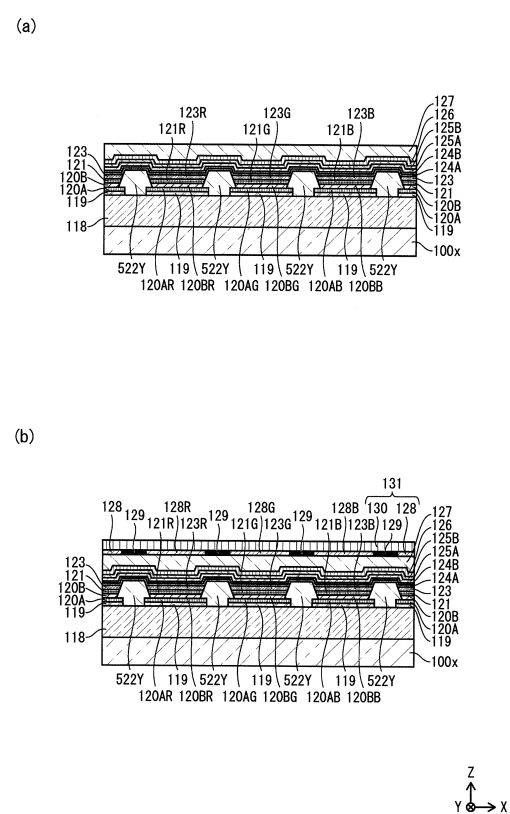 (a)
123R 123G 123B
121R 121G 121B
127
126
125B
125A
124B
124A
123
121
120B
120A
119
123
121
120B
120A
119
118
100x
522Y 119 522Y 119 522Y 119 522Y
120AR 120BR 120AG 120BG 120AB 120BB
(b)
131
128 128R 129 128G 129 128B 130 128
129 121R 123R 121G 123G 121B 123B 129
127
126
125B
125A
124B
124A
123
121
120B
120A
119
123
121
120B
120A
119
118
100x
522Y 119 522Y 119 522Y 119 522Y
120AR 120BR 120AG 120BG 120AB 120BB
Z
Y X